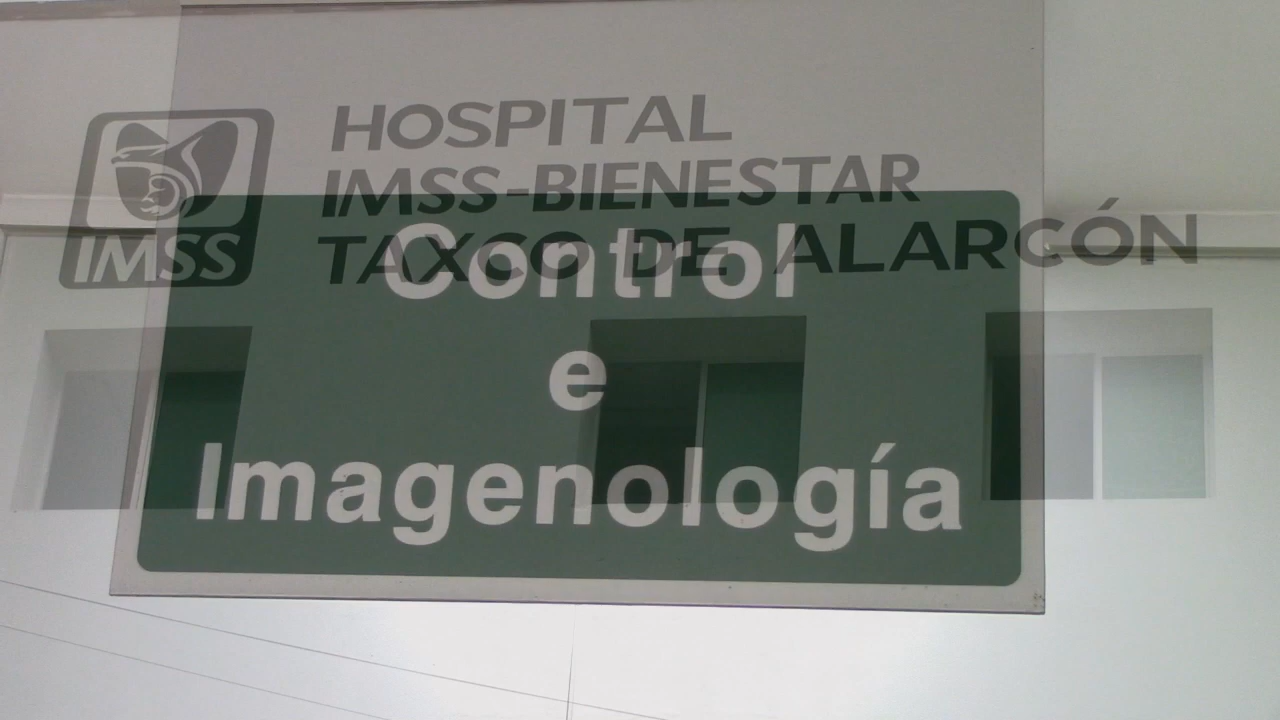 IMSS
HOSPITAL
IMSS-BIENESTAR
TAXCO DE ALARCÓN
Control
e
Imagenología